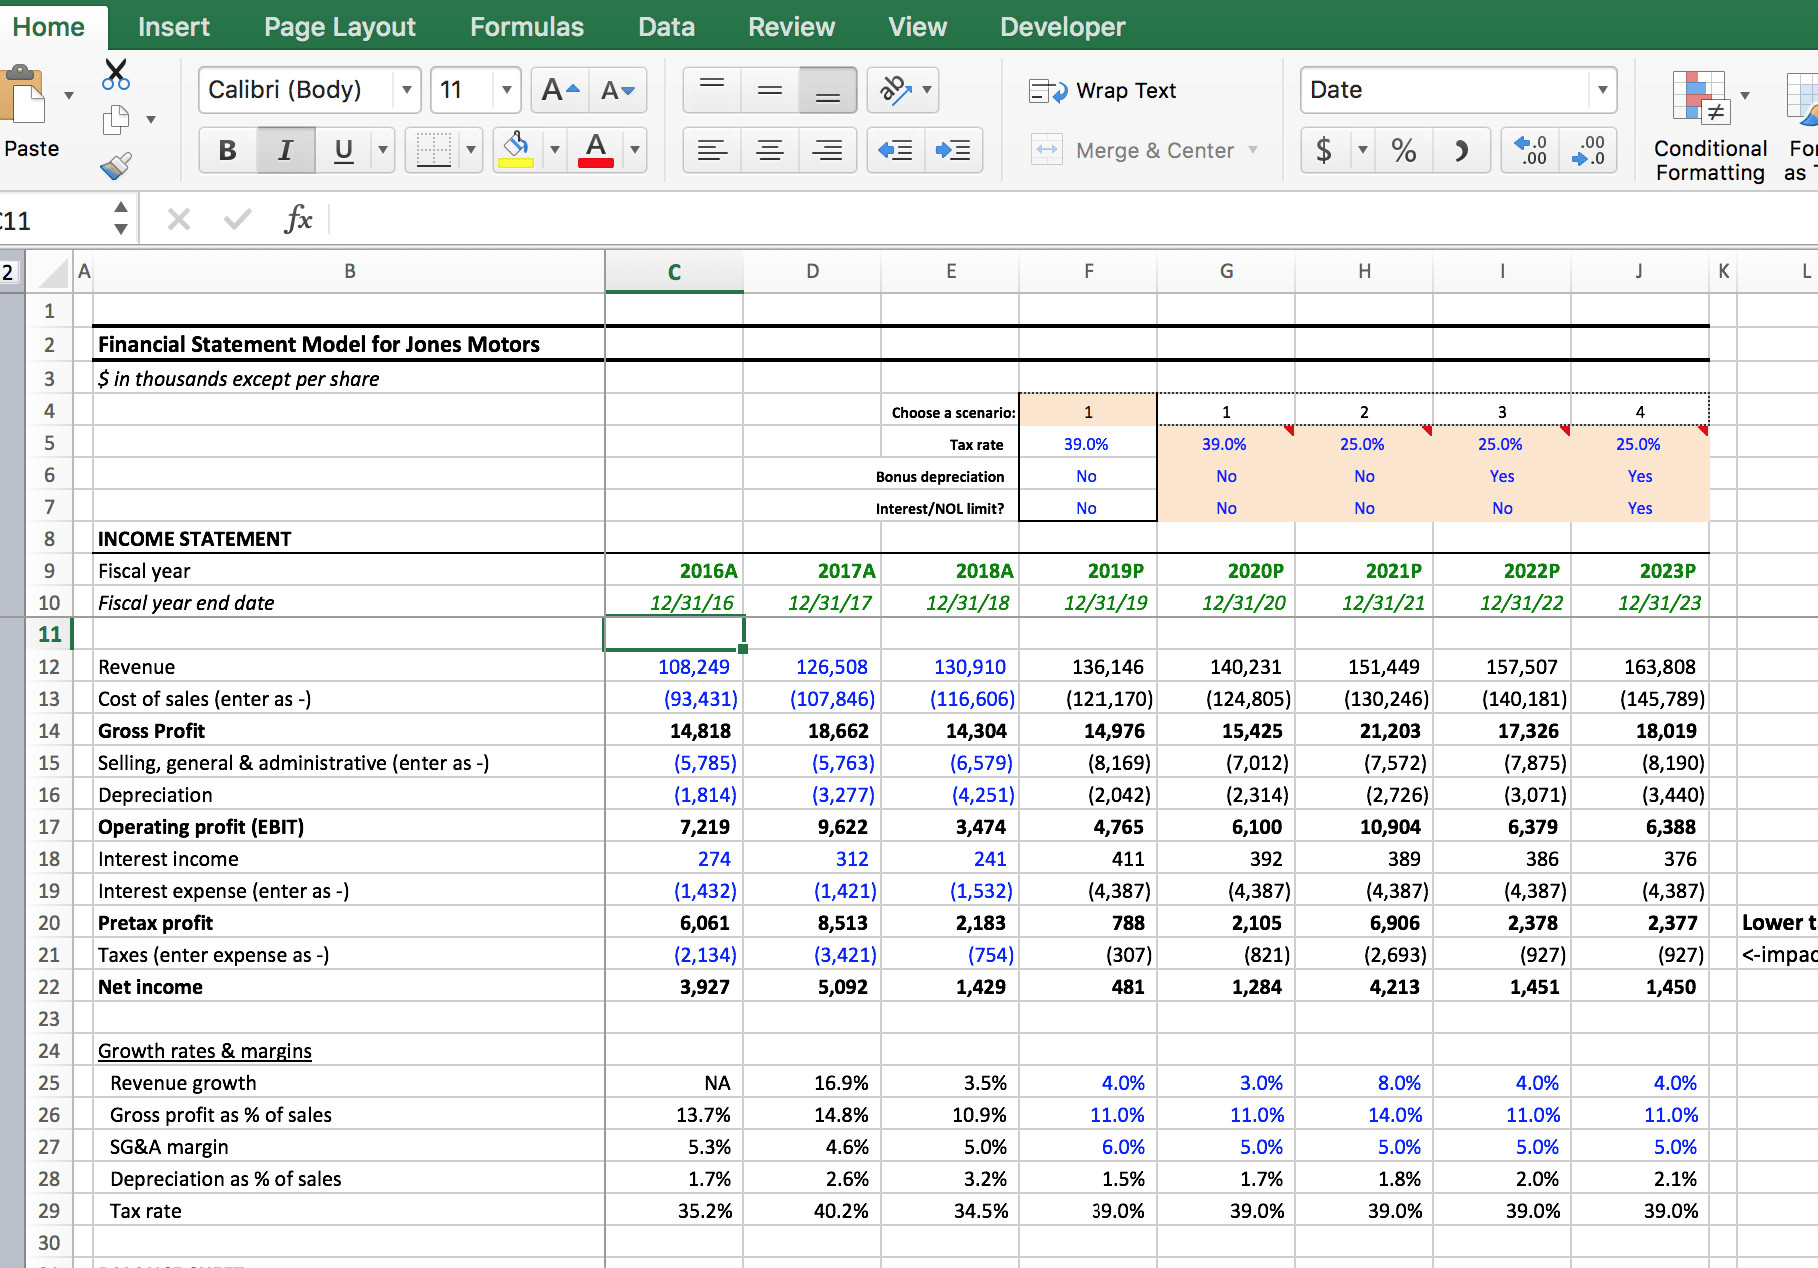 Home Insert Page Layout Formulas Data Review View Developer
Calibri (Body) 11 A A Wrap Text Date
Paste B I U A Merge & Center $ % Conditional Formatting as
11 fx
2 A B C D E F G H I J K L
1
2 Financial Statement Model for Jones Motors
3 $ in thousands except per share
4 Choose a scenario: 1 1 2 3 4
5 Tax rate 39.0% 39.0% 25.0% 25.0% 25.0%
6 Bonus depreciation No No No Yes Yes
7 Interest/NOL limit? No No No No Yes
8 INCOME STATEMENT
9 Fiscal year 2016A 2017A 2018A 2019P 2020P 2021P 2022P 2023P
10 Fiscal year end date 12/31/16 12/31/17 12/31/18 12/31/19 12/31/20 12/31/21 12/31/22 12/31/23
11
12 Revenue 108,249 126,508 130,910 136,146 140,231 151,449 157,507 163,808
13 Cost of sales (enter as -) (93,431) (107,846) (116,606) (121,170) (124,805) (130,246) (140,181) (145,789)
14 Gross Profit 14,818 18,662 14,304 14,976 15,425 21,203 17,326 18,019
15 Selling, general & administrative (enter as -) (5,785) (5,763) (6,579) (8,169) (7,012) (7,572) (7,875) (8,190)
16 Depreciation (1,814) (3,277) (4,251) (2,042) (2,314) (2,726) (3,071) (3,440)
17 Operating profit (EBIT) 7,219 9,622 3,474 4,765 6,100 10,904 6,379 6,388
18 Interest income 274 312 241 411 392 389 386 376
19 Interest expense (enter as -) (1,432) (1,421) (1,532) (4,387) (4,387) (4,387) (4,387) (4,387)
20 Pretax profit 6,061 8,513 2,183 788 2,105 6,906 2,378 2,377 Lower t
21 Taxes (enter expense as -) (2,134) (3,421) (754) (307) (821) (2,693) (927) (927) <-impac
22 Net income 3,927 5,092 1,429 481 1,284 4,213 1,451 1,450
23
24 Growth rates & margins
25 Revenue growth NA 16.9% 3.5% 4.0% 3.0% 8.0% 4.0% 4.0%
26 Gross profit as % of sales 13.7% 14.8% 10.9% 11.0% 11.0% 14.0% 11.0% 11.0%
27 SG&A margin 5.3% 4.6% 5.0% 6.0% 5.0% 5.0% 5.0% 5.0%
28 Depreciation as % of sales 1.7% 2.6% 3.2% 1.5% 1.7% 1.8% 2.0% 2.1%
29 Tax rate 35.2% 40.2% 34.5% 39.0% 39.0% 39.0% 39.0% 39.0%
30